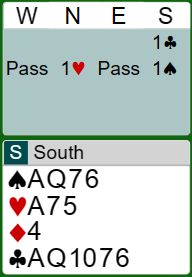 W N E S
1♣
Pass 1♥ Pass 1♠
S South
♠AQ76
♥A75
♦4
♣AQ1076